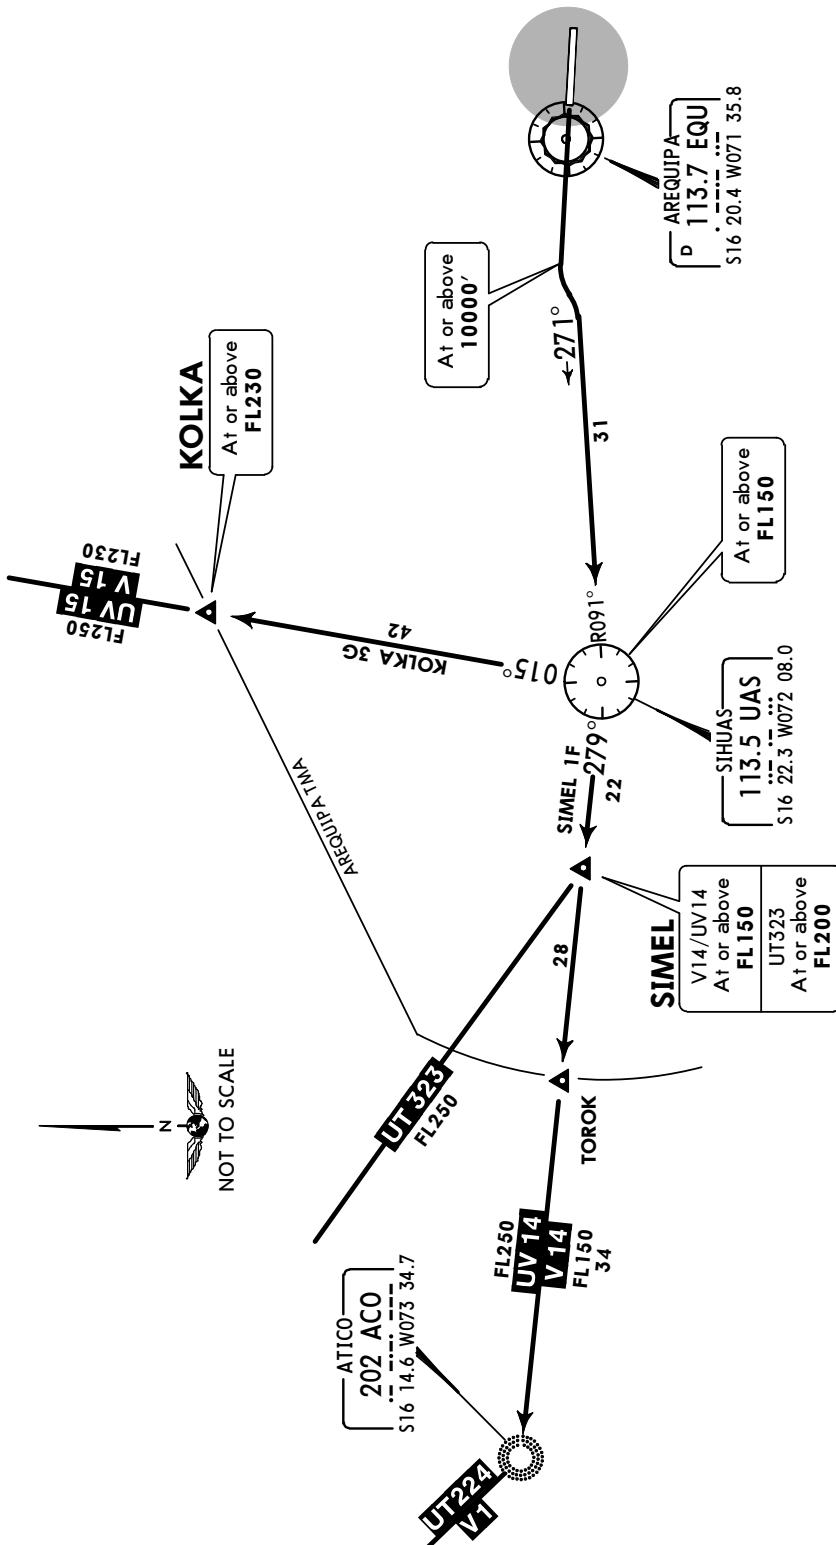 KOLKA
At or above
FL230
FL230
V 15
UV 15
FL250
At or above
10000'
P
AREQUIPA
113.7 EQU
S16 20.4 W071 35.8
←271°
31
R091°
At or above
FL150
SIHUAS
113.5 UAS
S16 22.3 W072 08.0
015°
KOLKA 3G
42
279°
SIMEL 1F
22
AREQUIPA TMA
SIMEL
V14/UV14
At or above
FL150
UT323
At or above
FL200
28
UT 323
FL250
TOROK
N
NOT TO SCALE
FL250
UV 14
V 14
FL150
34
ATICO
202 ACO
S16 14.6 W073 34.7
UT224
V1
D